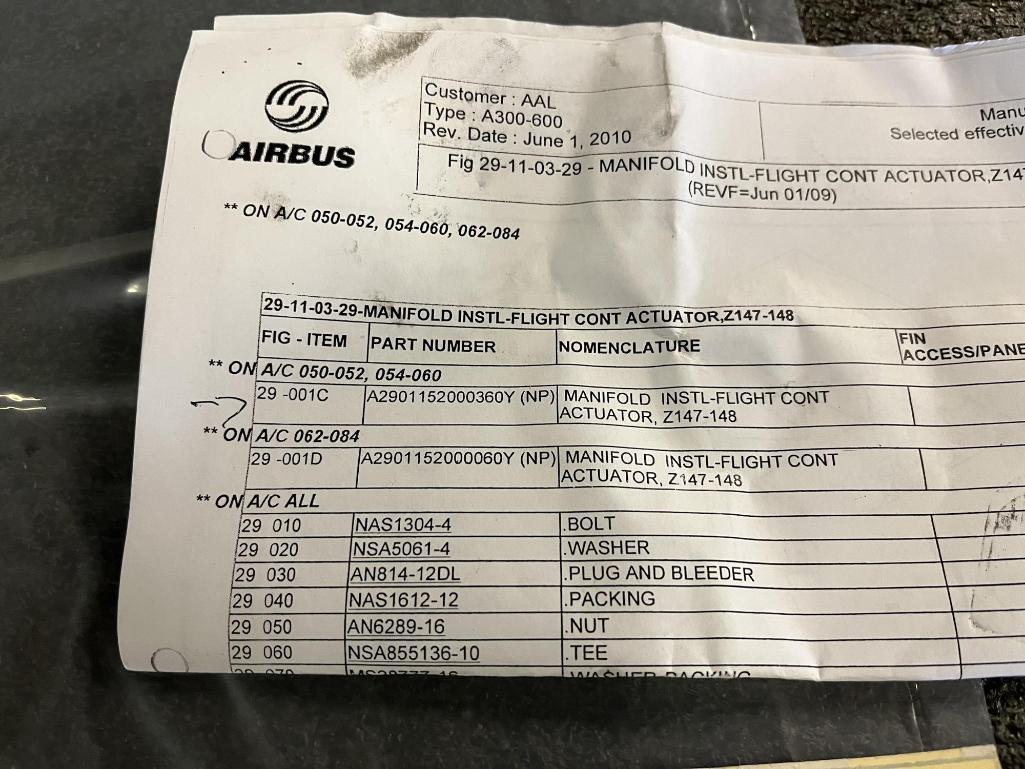 AIRBUS
Customer : AAL
Type : A300-600
Rev. Date : June 1, 2010
Manu
Selected effectiv
Fig 29-11-03-29 - MANIFOLD INSTL-FLIGHT CONT ACTUATOR,Z147
(REVF=Jun 01/09)
** ON A/C 050-052, 054-060, 062-084
29-11-03-29-MANIFOLD INSTL-FLIGHT CONT ACTUATOR,Z147-148
FIG - ITEM PART NUMBER NOMENCLATURE FIN
ACCESS/PANE
** ON A/C 050-052, 054-060
29 -001C A2901152000360Y (NP) MANIFOLD INSTL-FLIGHT CONT
ACTUATOR, Z147-148
** ON A/C 062-084
29 -001D A2901152000060Y (NP) MANIFOLD INSTL-FLIGHT CONT
ACTUATOR, Z147-148
** ON A/C ALL
29 010 NAS1304-4 .BOLT
29 020 NSA5061-4 .WASHER
29 030 AN814-12DL .PLUG AND BLEEDER
29 040 NAS1612-12 .PACKING
29 050 AN6289-16 .NUT
29 060 NSA855136-10 .TEE
29 070 WASHER PACKING